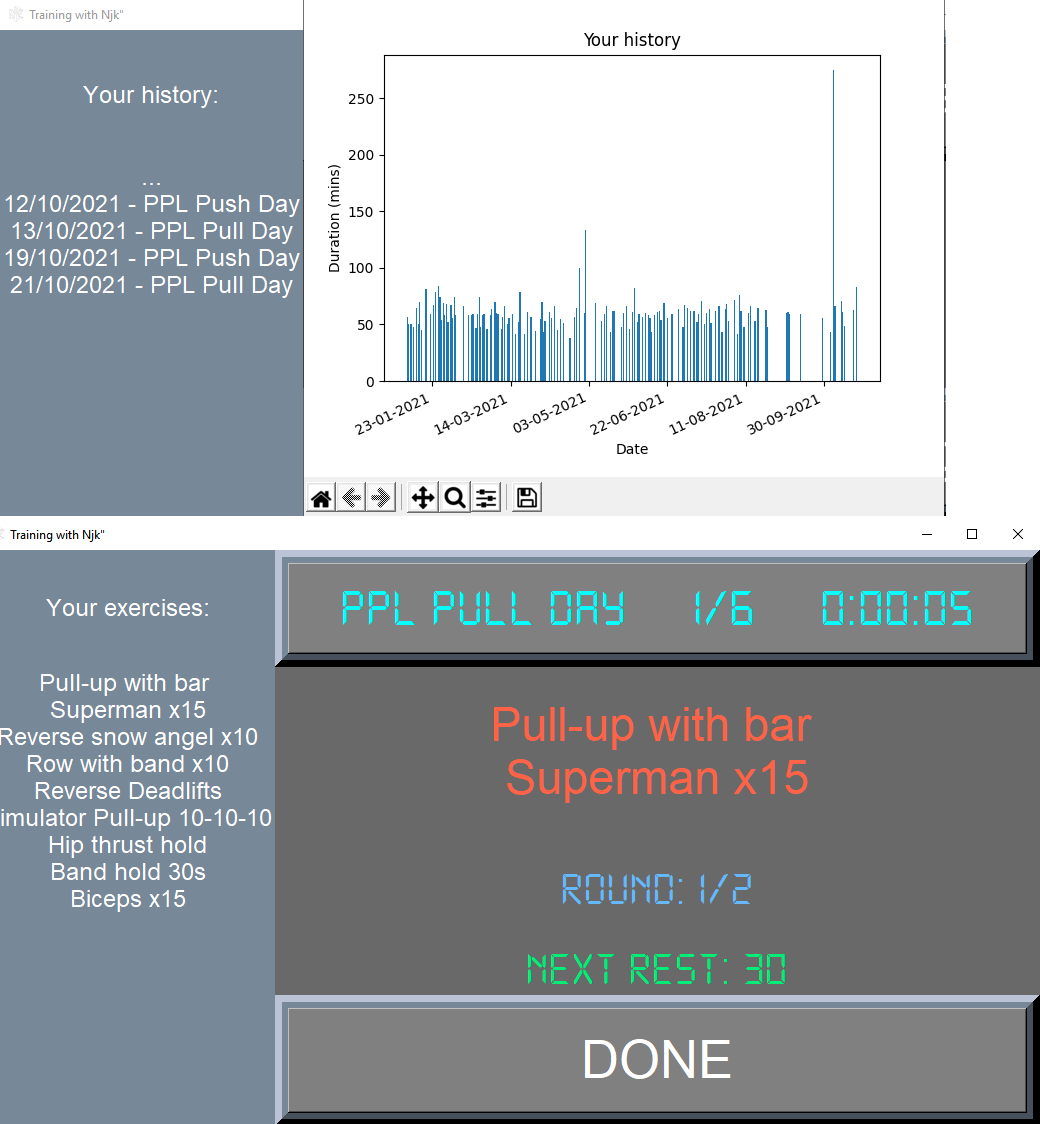 Training with Njk"
Your history:
...
12/10/2021 - PPL Push Day
13/10/2021 - PPL Pull Day
19/10/2021 - PPL Push Day
21/10/2021 - PPL Pull Day
Your history
Duration (mins)
250
200
150
100
50
0
23-01-2021
14-03-2021
03-05-2021
22-06-2021
11-08-2021
30-09-2021
Date
Training with Njk"
Your exercises:
Pull-up with bar
Superman x15
Reverse snow angel x10
Row with band x10
Reverse Deadlifts
imulator Pull-up 10-10-10
Hip thrust hold
Band hold 30s
Biceps x15
PPL PULL DAY 1/6 0:00:05
Pull-up with bar
Superman x15
ROUND: 1/2
NEXT REST: 30
DONE